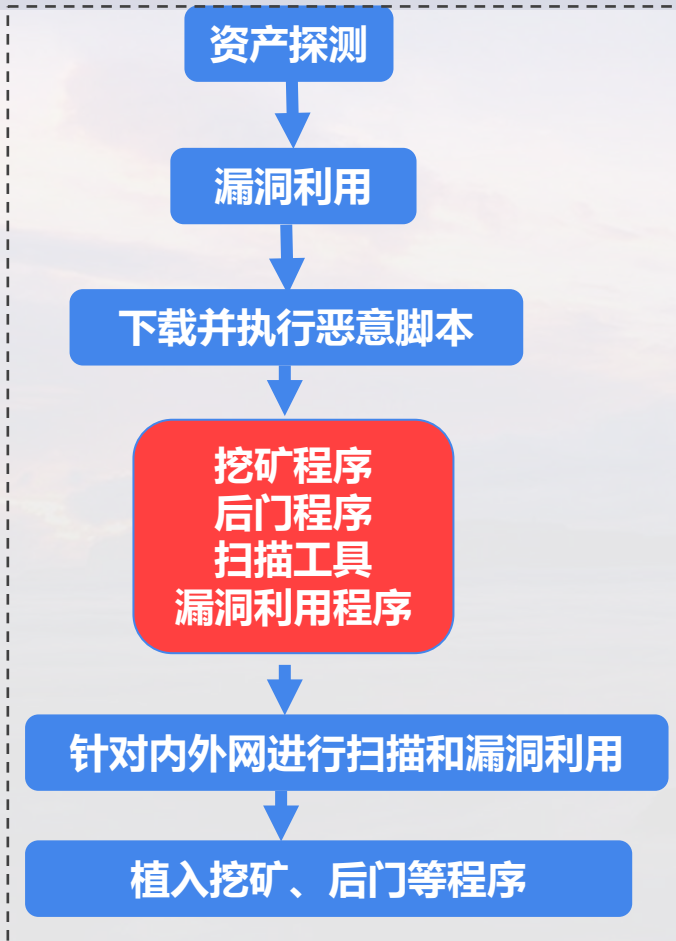 资产探测
漏洞利用
下载并执行恶意脚本
挖矿程序
后门程序
扫描工具
漏洞利用程序
针对内外网进行扫描和漏洞利用
植入挖矿、后门等程序